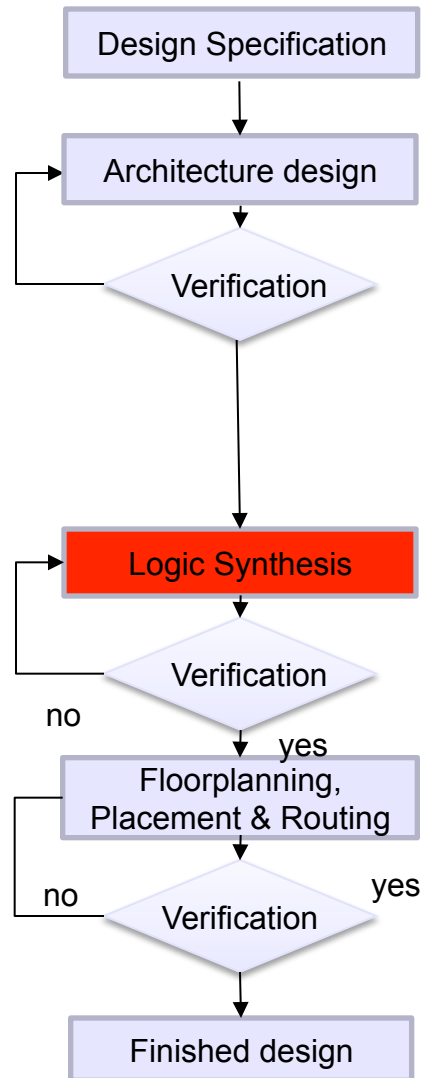 Design Specification
Architecture design
Verification
Logic Synthesis
Verification
no
yes
Floorplanning,
Placement & Routing
no
yes
Verification
Finished design